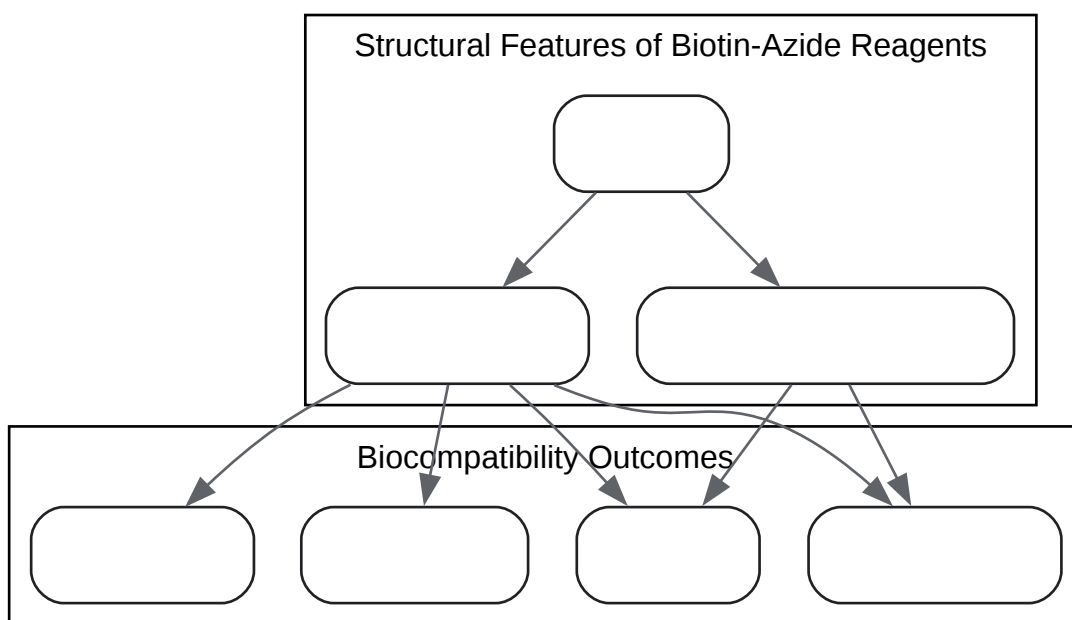 Structural Features of Biotin-Azide Reagents
Biocompatibility Outcomes